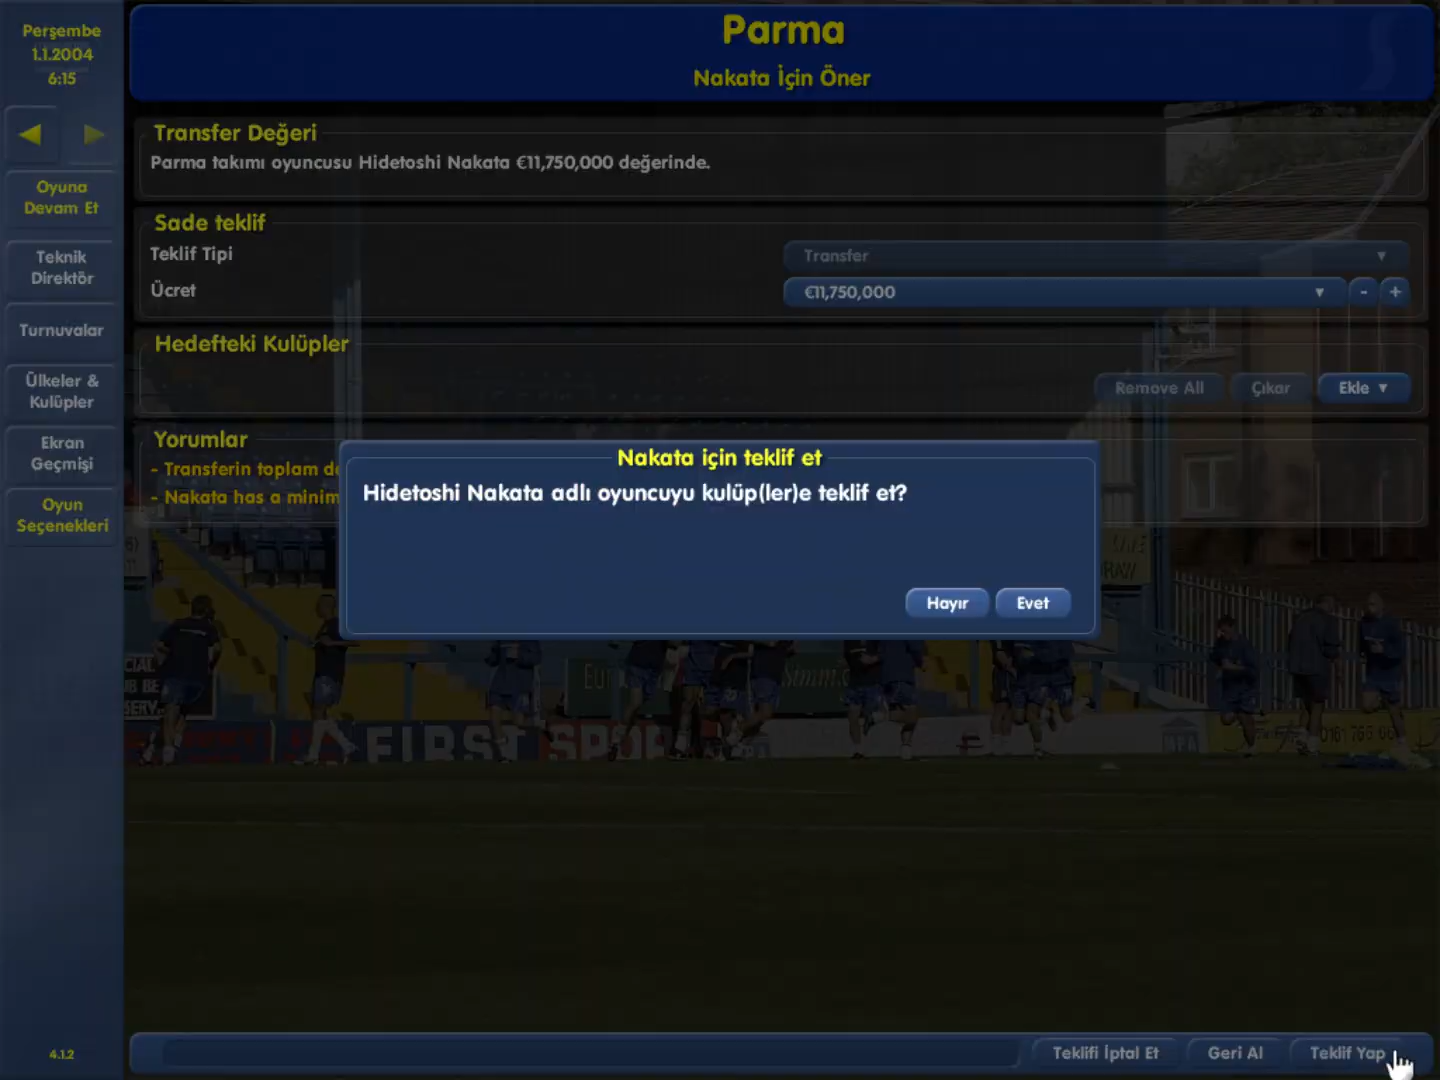 Perşembe
1.1.2004
6:15
Oyuna
Devam Et
Teknik
Direktör
Turnuvalar
Ülkeler &
Kulüpler
Ekran
Geçmişi
Oyun
Seçenekleri
4.1.2
Parma
Nakata İçin Öner
Transfer Değeri
Parma takımı oyuncusu Hidetoshi Nakata €11,750,000 değerinde.
Sade teklif
Teklif Tipi
Transfer
Ücret
€11,750,000
- +
Hedefteki Kulüpler
Remove All
Çıkar
Ekle
Yorumlar
- Transferin toplam
- Nakata has a
Nakata için teklif et
Hidetoshi Nakata adlı oyuncuyu kulüp(ler)e teklif et?
Hayır
Evet
FIRST
Teklifi İptal Et
Geri Al
Teklif Yap